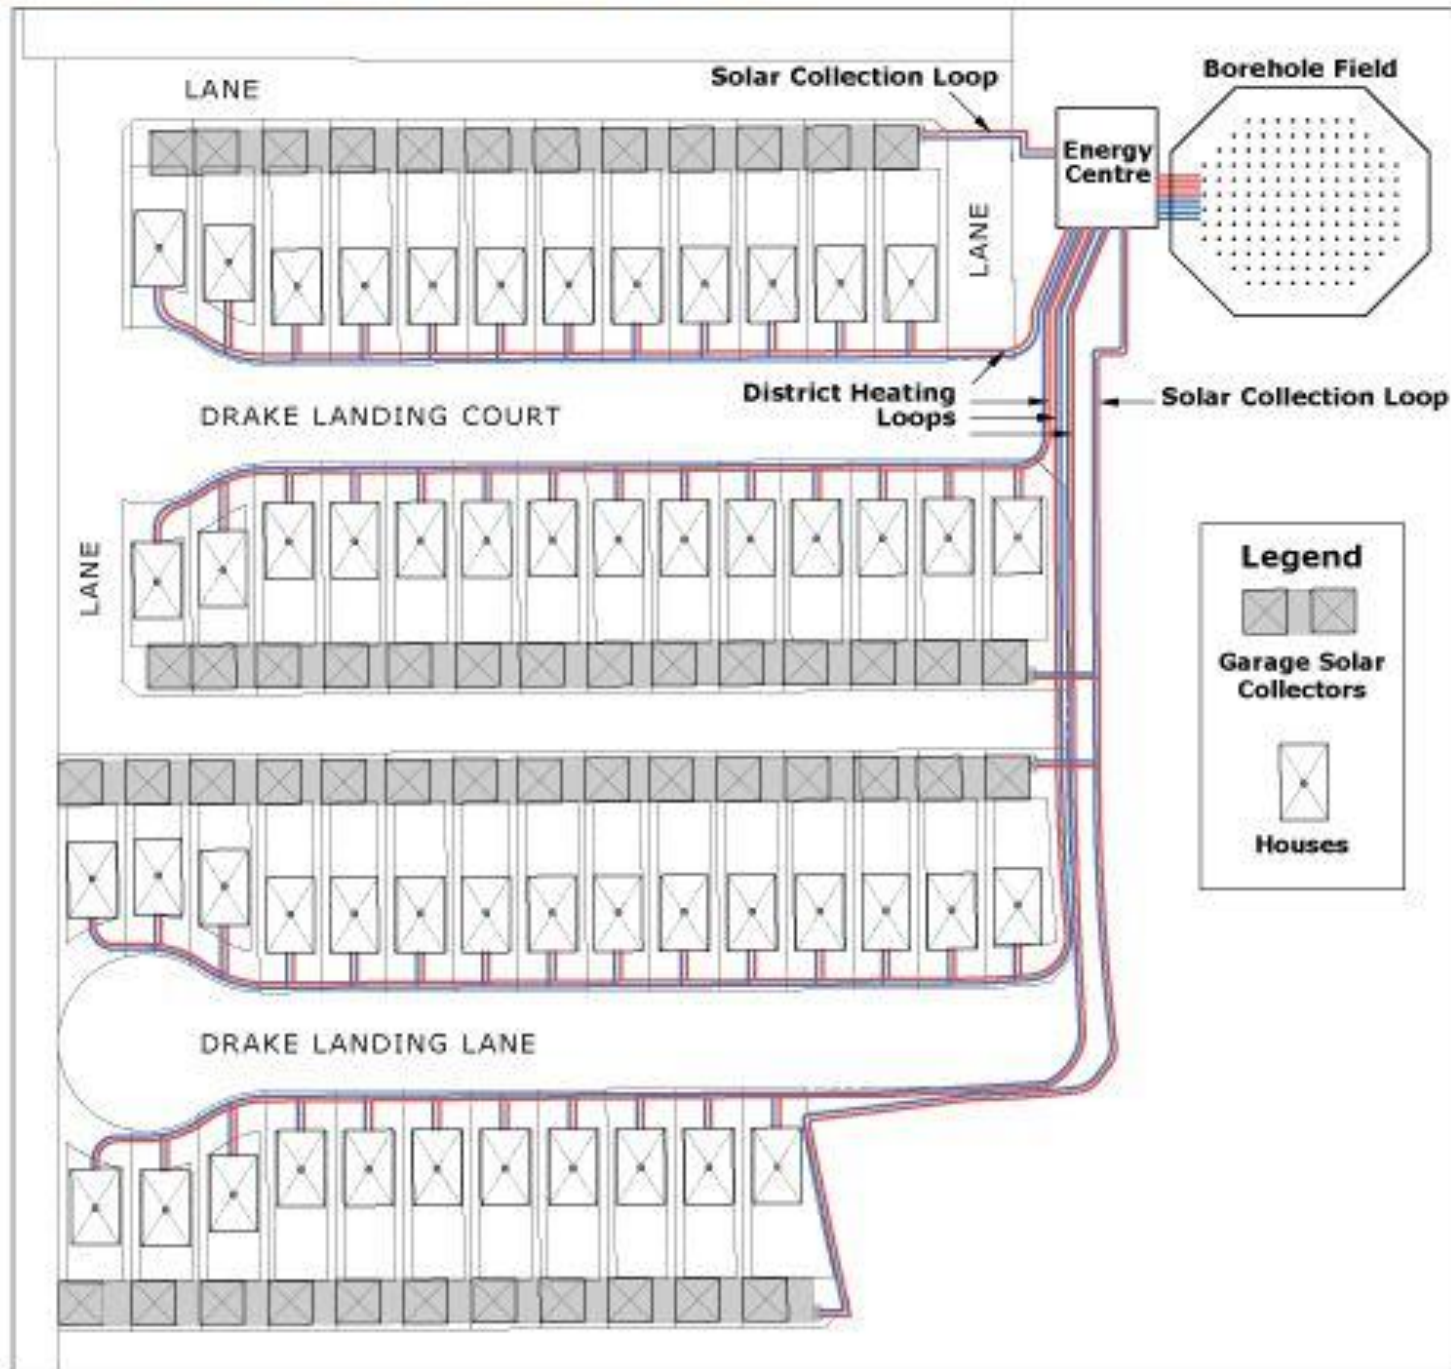 LANE
Solar Collection Loop
Borehole Field
Energy
Centre
LANE
District Heating
Loops
Solar Collection Loop
DRAKE LANDING COURT
LANE
Legend
Garage Solar
Collectors
Houses
DRAKE LANDING LANE